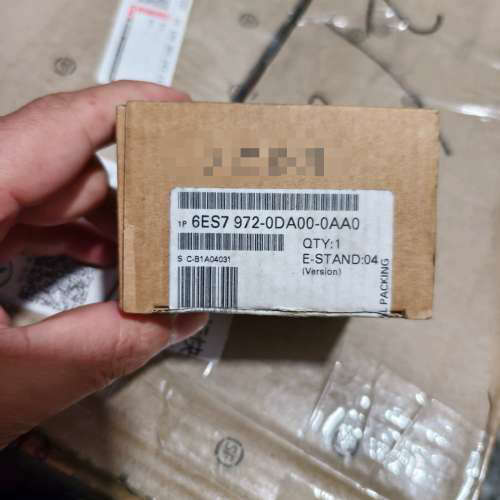 1P 6ES7 972-0DA00-0AA0
QTY:1
S C-B1A04031
E-STAND:04
(Version)
PACKING